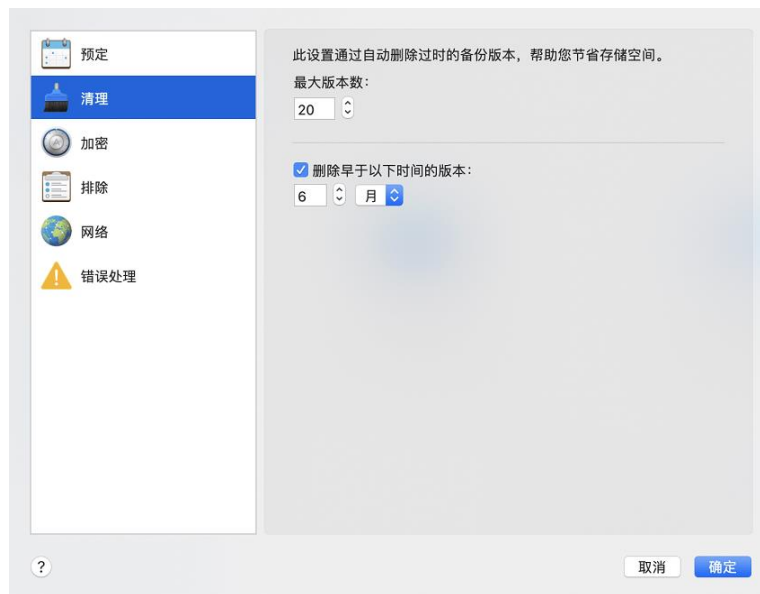 预定
清理
加密
排除
网络
错误处理
此设置通过自动删除过时的备份版本，帮助您节省存储空间。
最大版本数：
20
删除早于以下时间的版本：
6 月
?
取消 确定